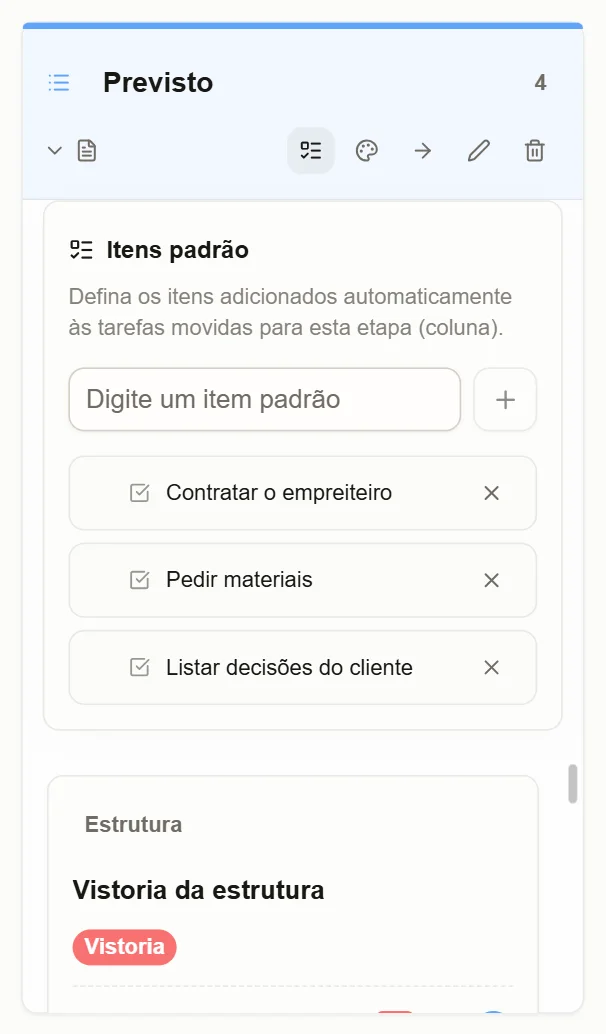 Previsto
4
Itens padrão
Defina os itens adicionados automaticamente
às tarefas movidas para esta etapa (coluna).
Digite um item padrão
Contratar o empreiteiro
Pedir materiais
Listar decisões do cliente
Estrutura
Vistoria da estrutura
Vistoria